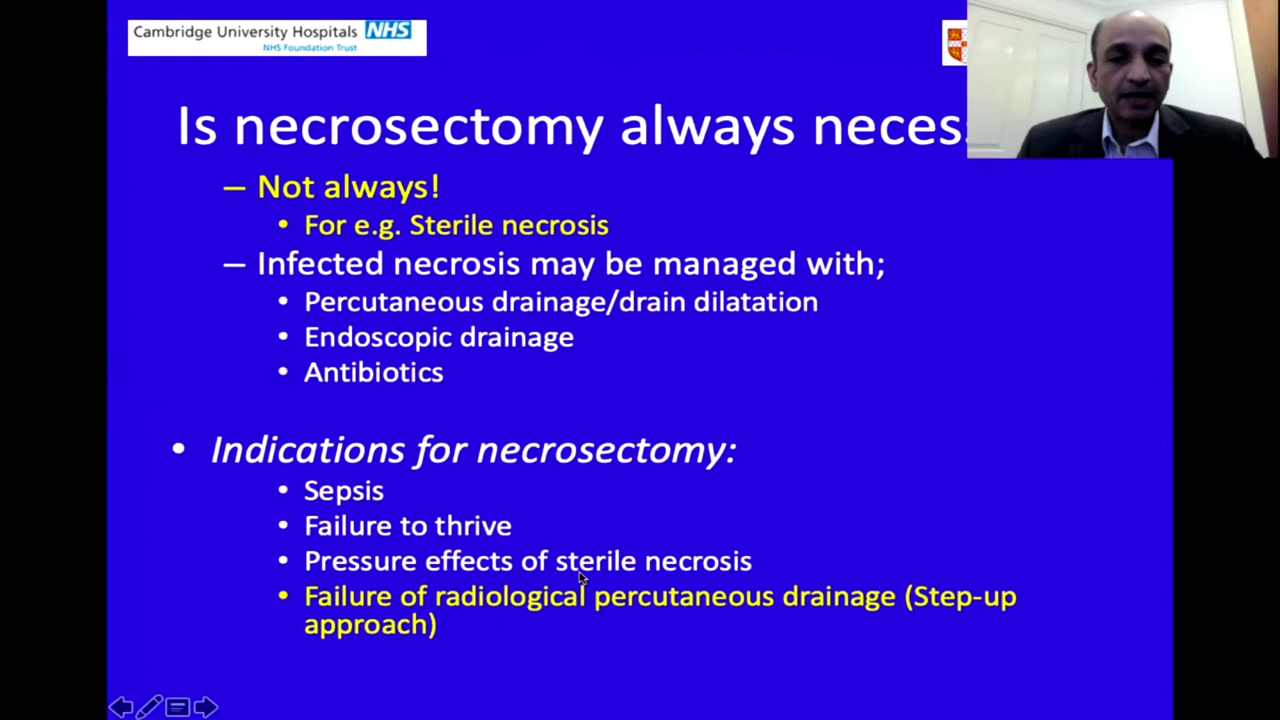 Cambridge University Hospitals NHS
NHS Foundation Trust
Is necrosectomy always
– Not always!
• For e.g. Sterile necrosis
– Infected necrosis may be managed with;
• Percutaneous drainage/drain dilatation
• Endoscopic drainage
• Antibiotics
• Indications for necrosectomy:
• Sepsis
• Failure to thrive
• Pressure effects of sterile necrosis
• Failure of radiological percutaneous drainage (Step-up
approach)